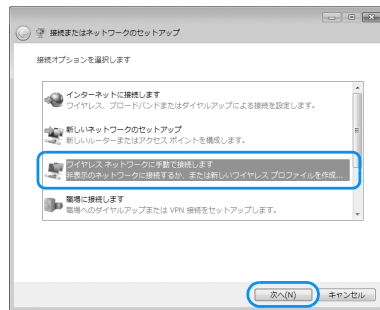 接続またはネットワークのセットアップ
接続オプションを選択します
インターネットに接続します
ワイヤレス、ブロードバンドまたはダイヤルアップによる接続を設定します。
新しいネットワークのセットアップ
新しいルーターまたはアクセス ポイントを構成します。
ワイヤレス ネットワークに手動で接続します
非表示のネットワークに接続するか、または新しいワイヤレス プロファイルを作成...
職場に接続します
職場へのダイヤルアップまたは VPN 接続をセットアップします。
次へ(N)
キャンセル